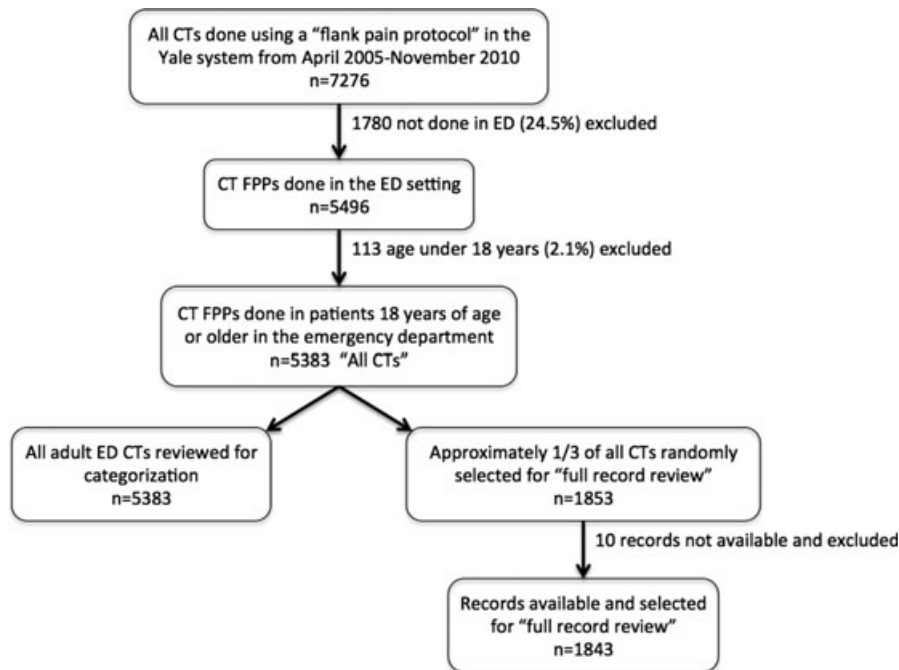 All CTs done using a “flank pain protocol” in the
Yale system from April 2005-November 2010
n=7276
1780 not done in ED (24.5%) excluded
CT FPPs done in the ED setting
n=5496
113 age under 18 years (2.1%) excluded
CT FPPs done in patients 18 years of age
or older in the emergency department
n=5383 “All CTs”
All adult ED CTs reviewed for
categorization
n=5383
Approximately 1/3 of all CTs randomly
selected for “full record review”
n=1853
10 records not available and excluded
Records available and selected
for “full record review”
n=1843